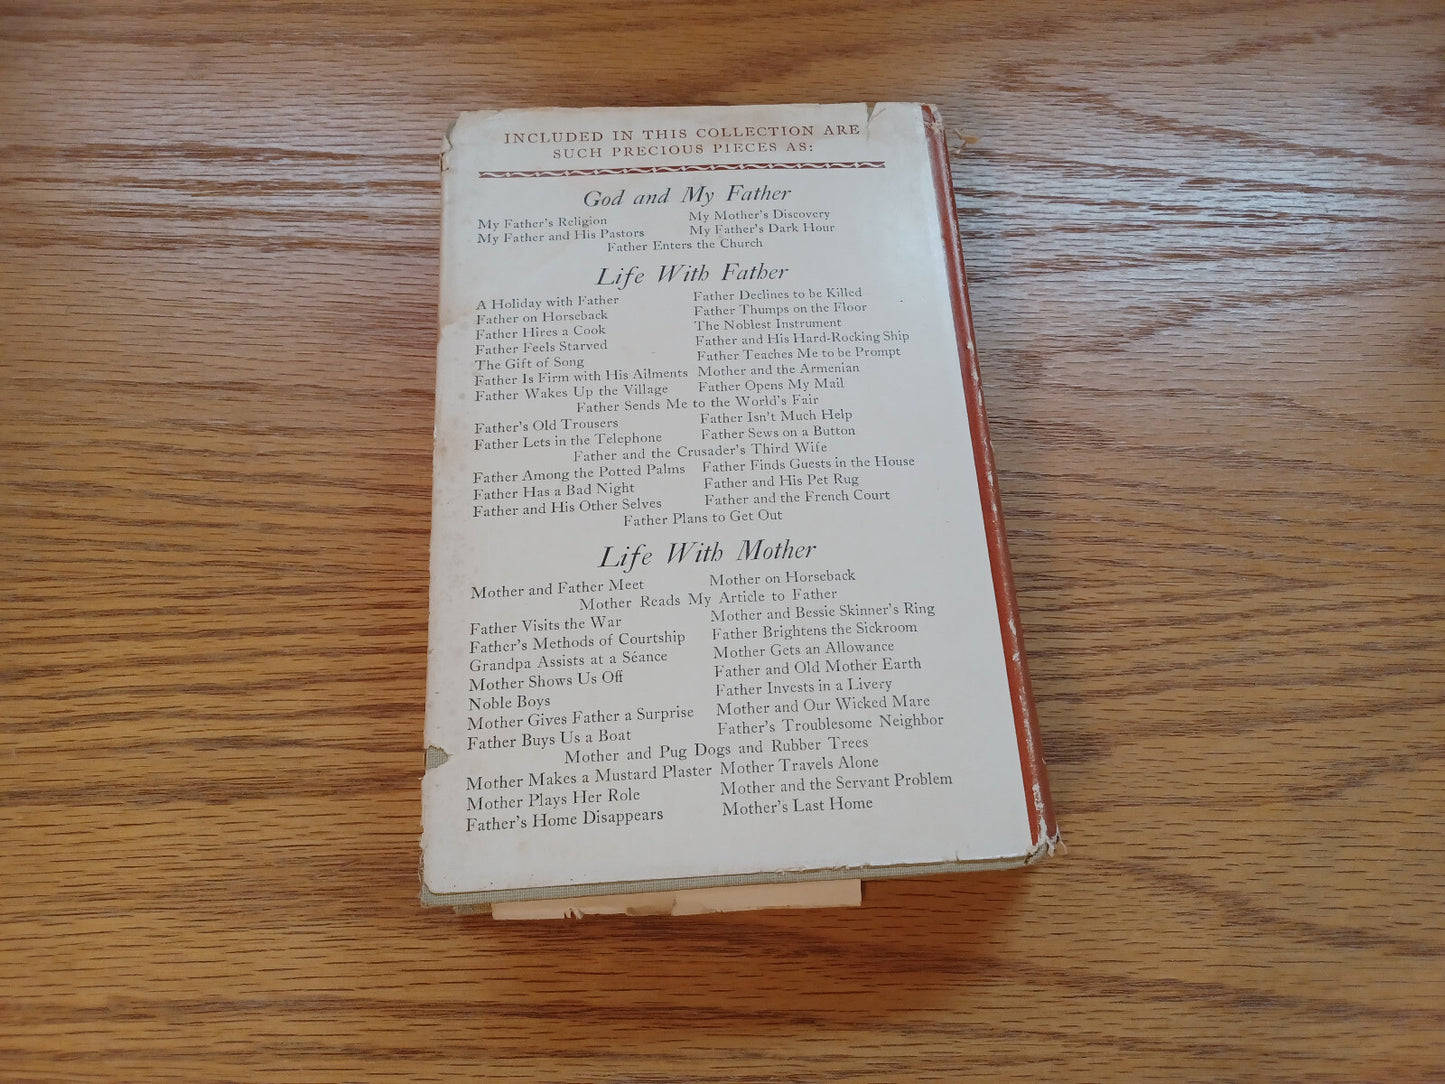 INCLUDED IN THIS COLLECTION ARE
SUCH PRECIOUS PIECES AS:
God and My Father
My Father's Religion My Mother's Discovery
My Father and His Pastors My Father's Dark Hour
Father Enters the Church
Life With Father
A Holiday with Father Father Declines to be Killed
Father on Horseback Father Thumps on the Floor
Father Hires a Cook The Noblest Instrument
Father Feels Starved Father and His Hard-Rocking Ship
The Gift of Song Father Teaches Me to be Prompt
Father Is Firm with His Ailments Mother and the Armenian
Father Wakes Up the Village Father Opens My Mail
Father Sends Me to the World's Fair
Father's Old Trousers Father Isn't Much Help
Father Lets in the Telephone Father Sews on a Button
Father and the Crusader's Third Wife
Father Among the Potted Palms Father Finds Guests in the House
Father Has a Bad Night Father and His Pet Rug
Father and His Other Selves Father and the French Court
Father Plans to Get Out
Life With Mother
Mother and Father Meet Mother on Horseback
Mother Reads My Article to Father
Father Visits the War Mother and Bessie Skinner's Ring
Father's Methods of Courtship Father Brightens the Sickroom
Grandpa Assists at a Séance Mother Gets an Allowance
Mother Shows Us Off Father and Old Mother Earth
Noble Boys Father Invests in a Livery
Mother Gives Father a Surprise Mother and Our Wicked Mare
Father Buys Us a Boat Father's Troublesome Neighbor
Mother and Pug Dogs and Rubber Trees
Mother Makes a Mustard Plaster Mother Travels Alone
Mother Plays Her Role Mother and the Servant Problem
Father's Home Disappears Mother's Last Home